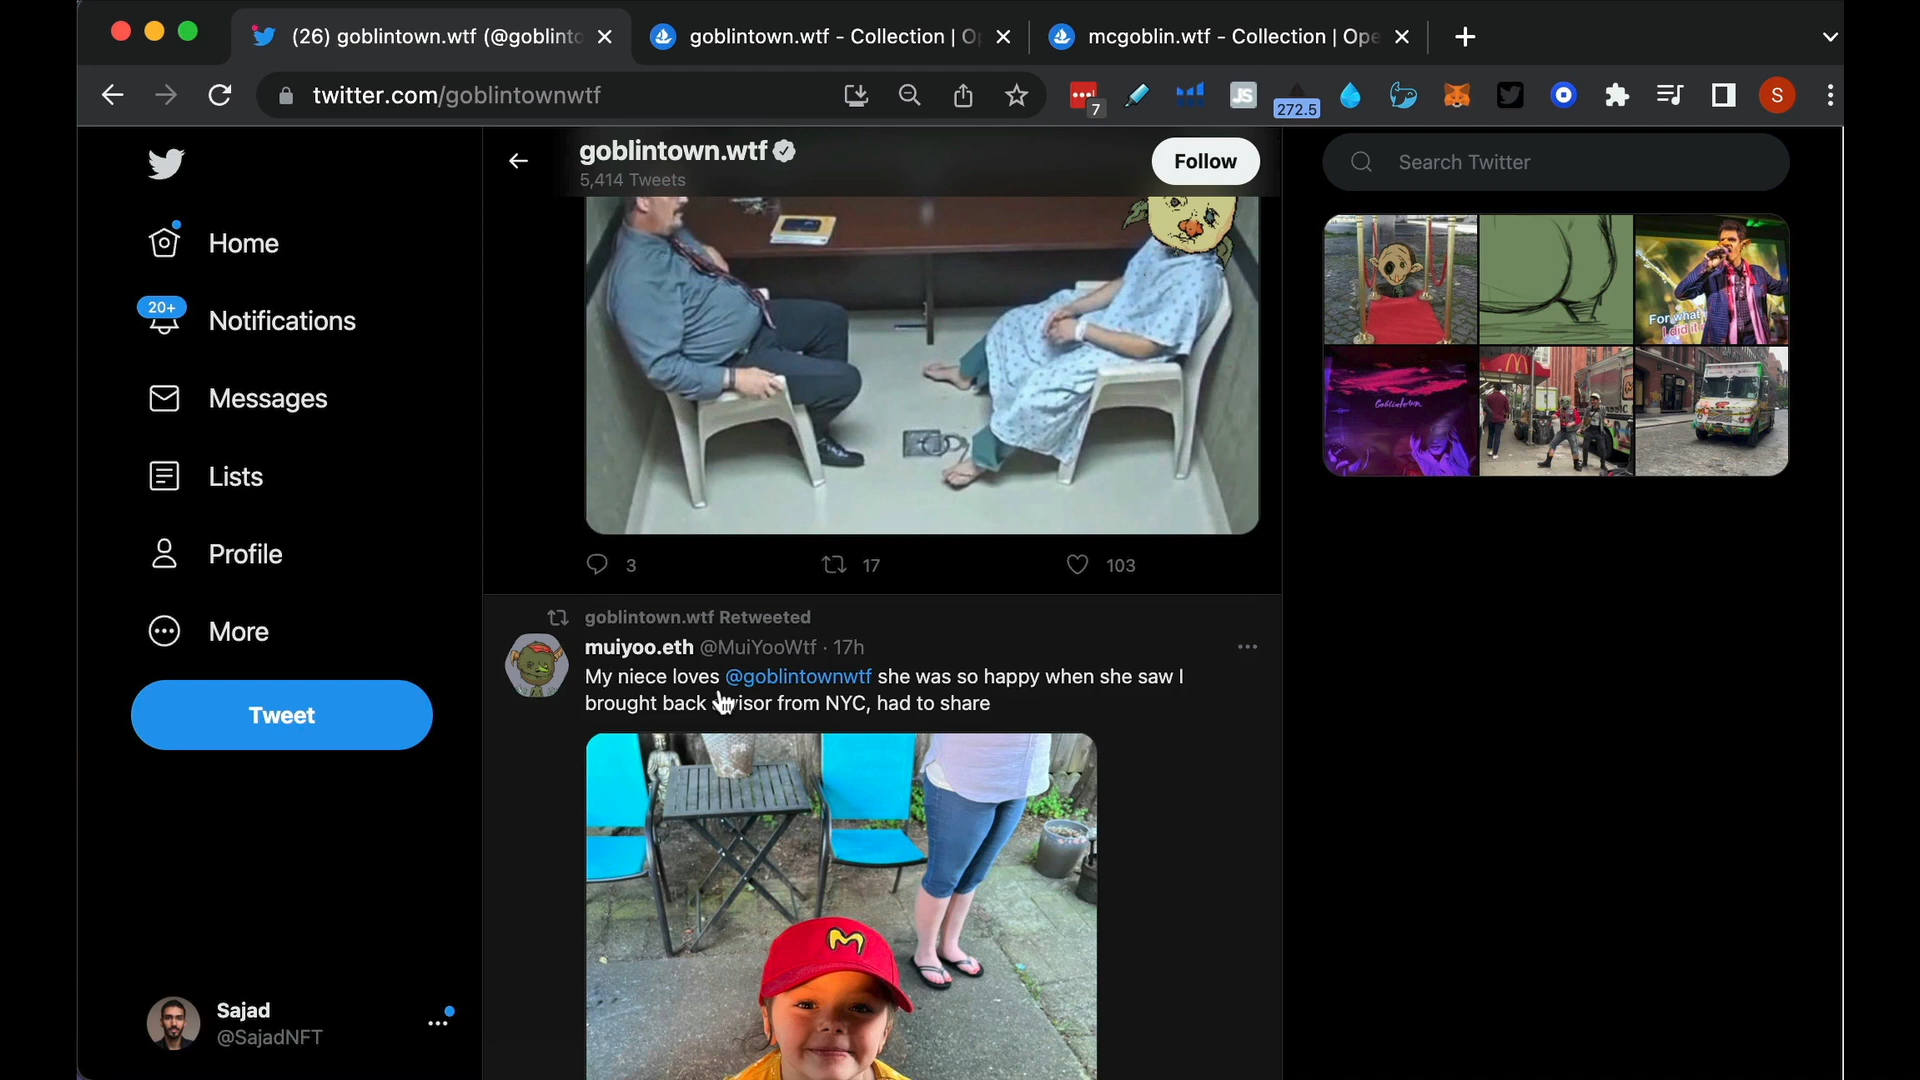 (26) goblintown.wtf (@goblinto
goblintown.wtf - Collection | Op
mcgoblin.wtf - Collection | Ope
twitter.com/goblintownwtf
7
JS
272.5
S
goblintown.wtf
5,414 Tweets
Follow
Search Twitter
Home
20+
Notifications
Messages
Lists
Profile
More
Tweet
For what
I did it
Goblintown
3
17
103
goblintown.wtf Retweeted
muiyoo.eth @MuiYooWtf · 17h
My niece loves @goblintownwtf she was so happy when she saw I
brought back visor from NYC, had to share
M
Sajad
@SajadNFT